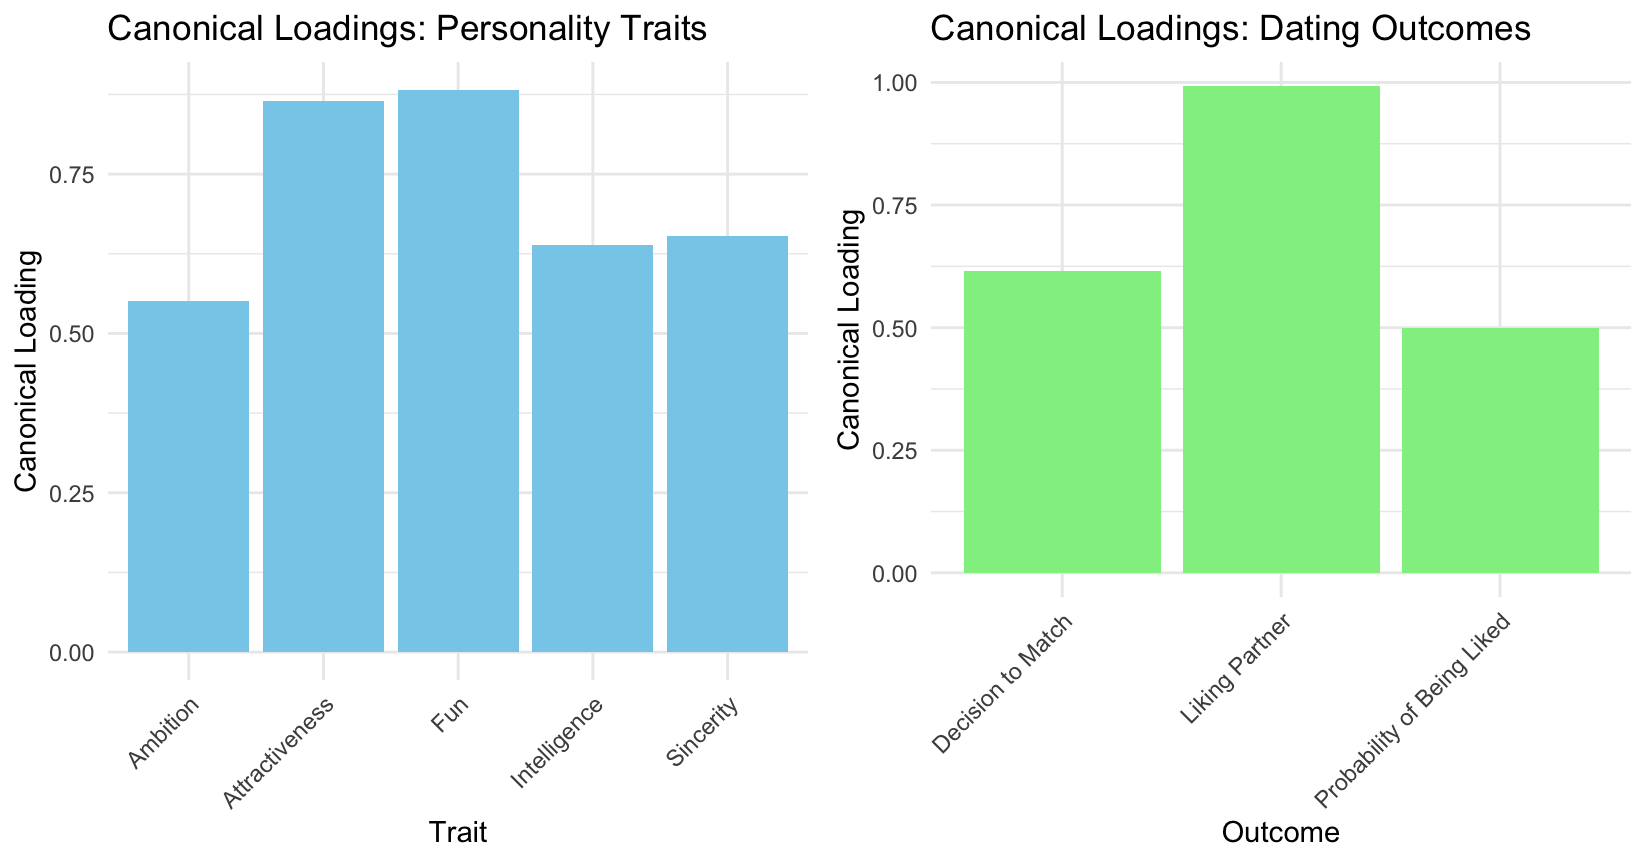 Canonical Loadings: Personality Traits
Canonical Loading
0.75
0.50
0.25
0.00
Ambition
Attractiveness
Fun
Intelligence
Sincerity
Trait
Canonical Loadings: Dating Outcomes
Canonical Loading
1.00
0.75
0.50
0.25
0.00
Decision to Match
Liking Partner
Probability of Being Liked
Outcome